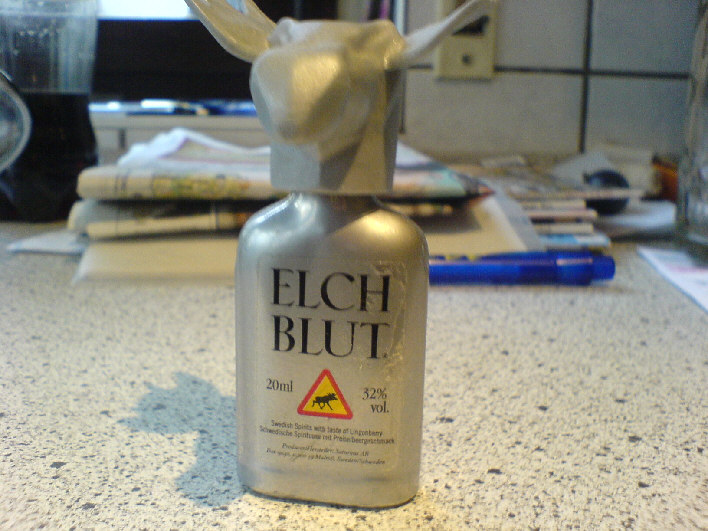 ELCH
BLUT
20ml
32%
vol.
Swedish Spirits with taste of Lingonberry
Schwedische Spirituose mit Preiselbeergeschmack